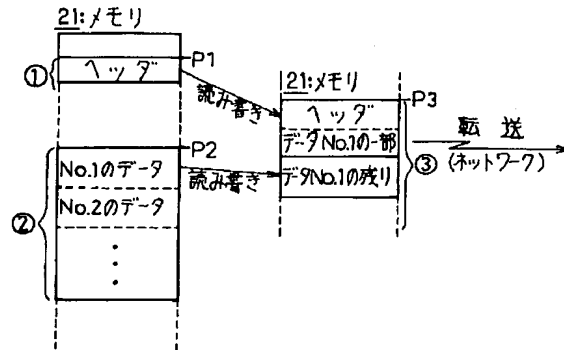 21:メモリ
P1
① ヘッダ
読み書き
P2
② No.1のデータ
No.2のデータ
読み書き
21:メモリ
P3
ヘッダ
データNo.1の一部
データNo.1の残り
③
転送
(ネットワーク)